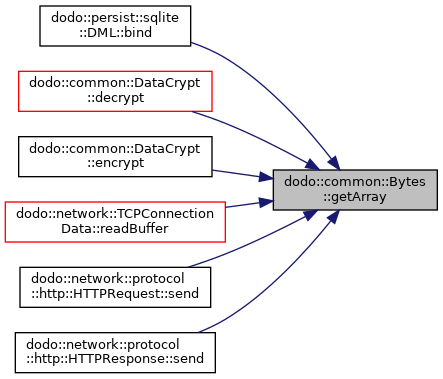 dodo::persist::sqlite
::DML::bind
dodo::common::DataCrypt
::decrypt
dodo::common::DataCrypt
::encrypt
dodo::common::Bytes
::getArray
dodo::network::TCPConnection
Data::readBuffer
dodo::network::protocol
::http::HTTPRequest::send
dodo::network::protocol
::http::HTTPResponse::send